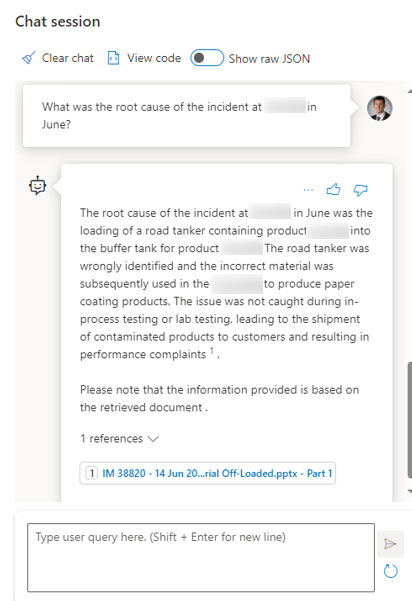 Chat session
Clear chat View code Show raw JSON
What was the root cause of the incident at in
June?
The root cause of the incident at in June was the
loading of a road tanker containing product into
the buffer tank for product The road tanker was
wrongly identified and the incorrect material was
subsequently used in the to produce paper
coating products. The issue was not caught during in-
process testing or lab testing, leading to the shipment
of contaminated products to customers and resulting in
performance complaints 1 .
Please note that the information provided is based on
the retrieved document .
1 references
1 IM 38820 - 14 Jun 20...rial Off-Loaded.pptx - Part 1
Type user query here. (Shift + Enter for new line)